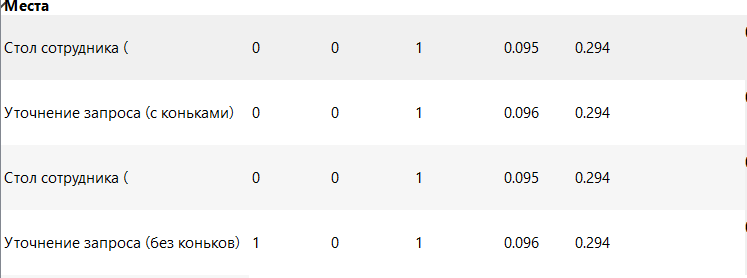 Места
Стол сотрудника ( 0 0 1 0.095 0.294
Уточнение запроса (с коньками) 0 0 1 0.096 0.294
Стол сотрудника ( 0 0 1 0.095 0.294
Уточнение запроса (без коньков) 1 0 1 0.096 0.294